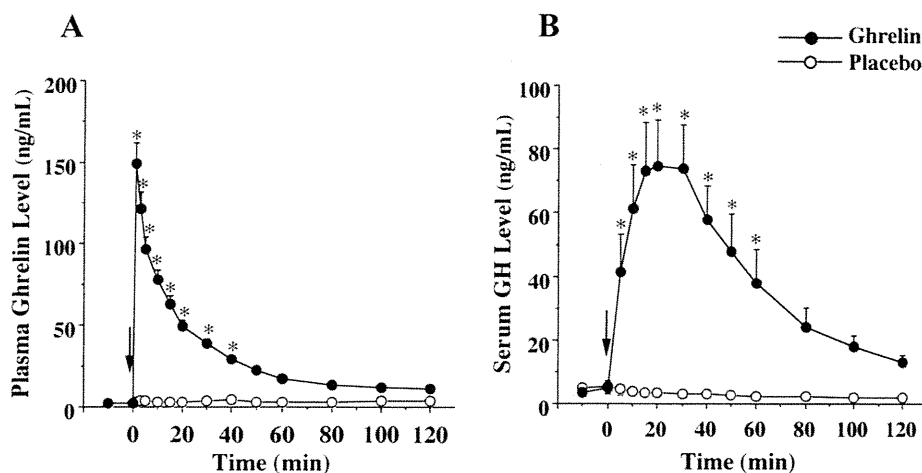 A
B
Ghrelin
Placebo
Plasma Ghrelin Level (ng/mL)
200
150
100
50
0
* * * * * * * *
0 20 40 60 80 100 120
Time (min)
Serum GH Level (ng/mL)
100
80
60
40
20
0
* * * * * * * *
0 20 40 60 80 100 120
Time (min)